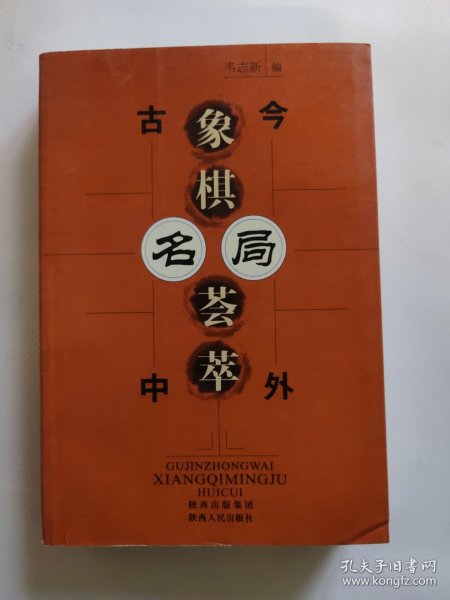 韦志新 编
古 今
象
棋
名 局
荟
萃
中 外
GUJINZHONGWAI
XIANGQIMINGJU
HUICUI
陕西出版集团
陕西人民出版社
孔夫子旧书网
www.kongfz.com